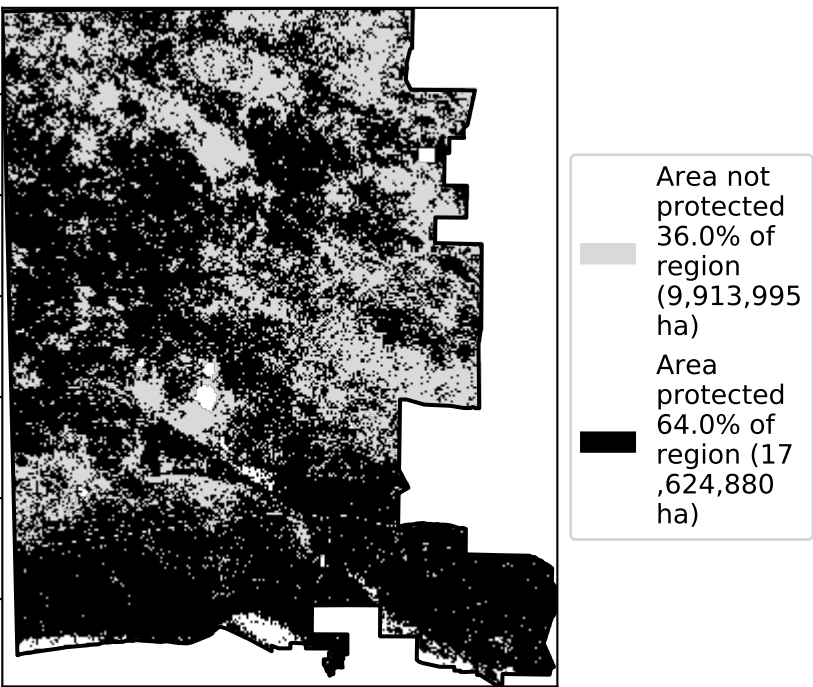 Area not
protected
36.0% of
region
(9,913,995
ha)
Area
protected
64.0% of
region (17
,624,880
ha)